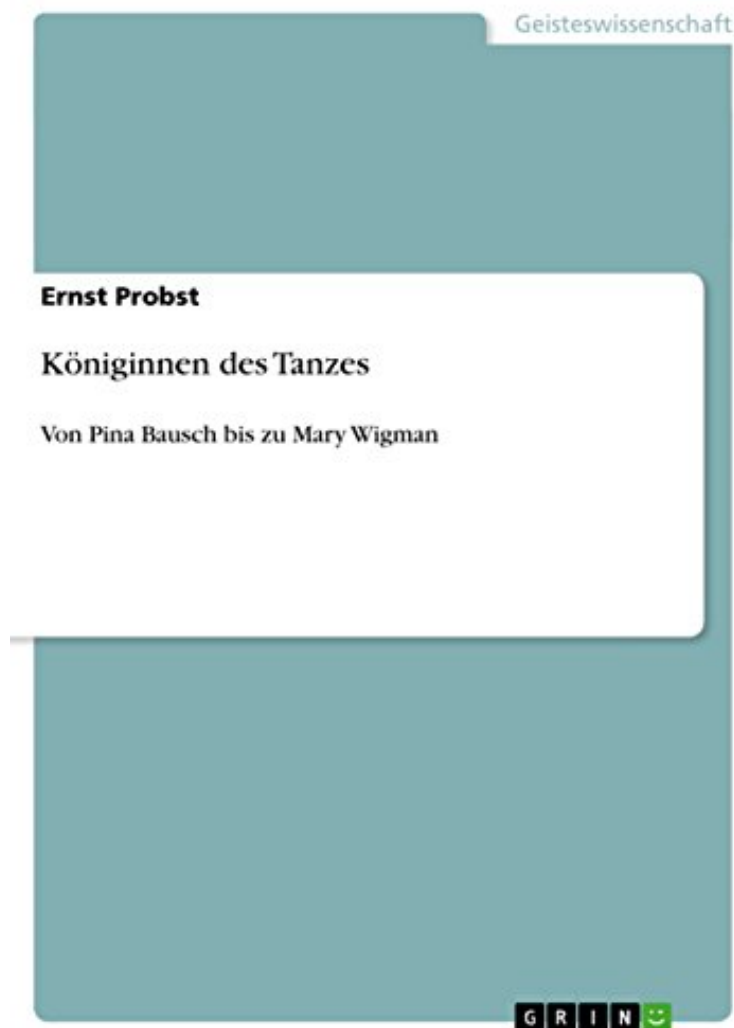 Geisteswissenschaft
Ernst Probst
Königinnen des Tanzes
Von Pina Bausch bis zu Mary Wigman
GRIN